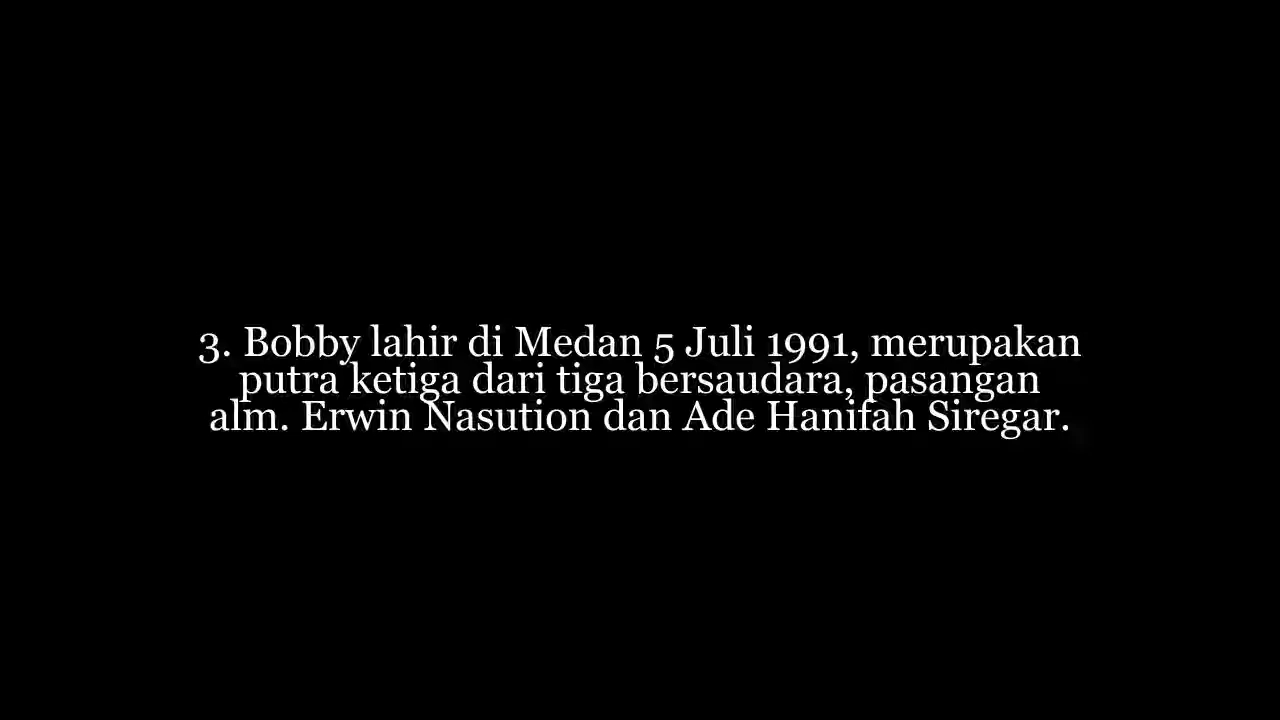 3. Bobby lahir di Medan 5 Juli 1991, merupakan
putra ketiga dari tiga bersaudara, pasangan
alm. Erwin Nasution dan Ade Hanifah Siregar.